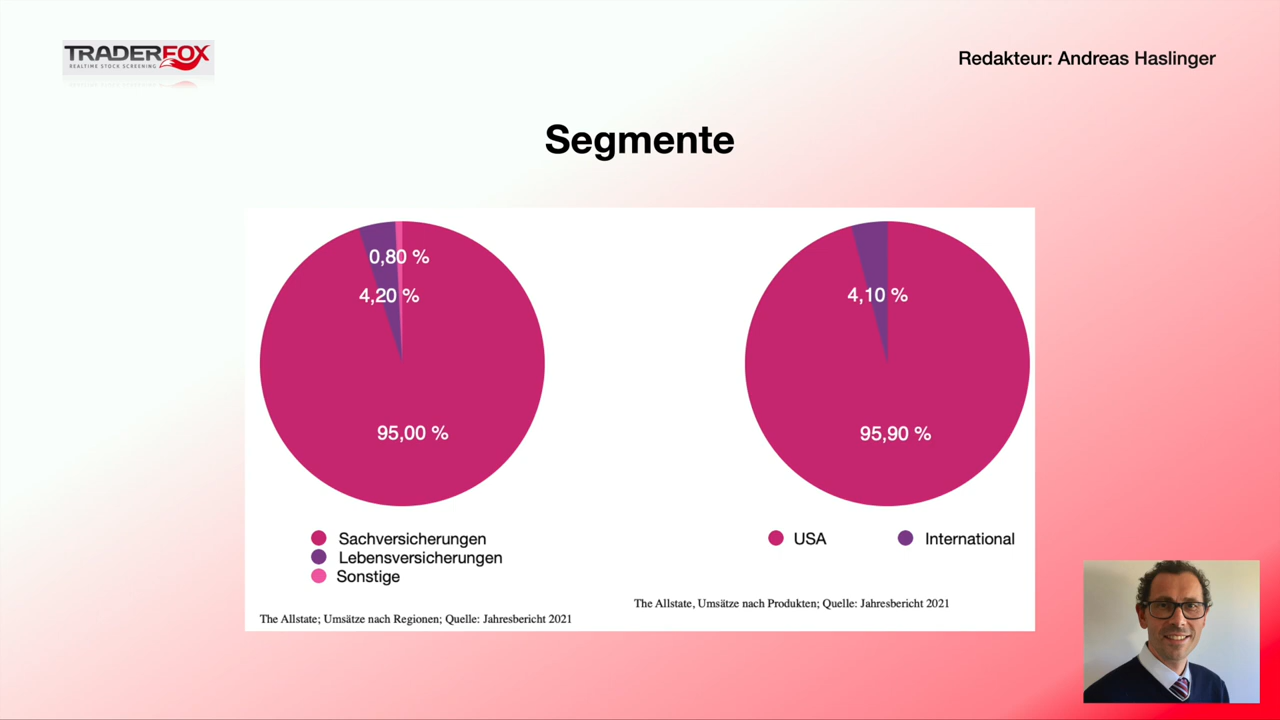 TRADERFOX
REALTIME STOCK SCREENING
Redakteur: Andreas Haslinger
Segmente
0,80 %
4,20 %
95,00 %
4,10 %
95,90 %
Sachversicherungen
Lebensversicherungen
Sonstige
USA
International
The Allstate; Umsätze nach Regionen; Quelle: Jahresbericht 2021
The Allstate, Umsätze nach Produkten; Quelle: Jahresbericht 2021